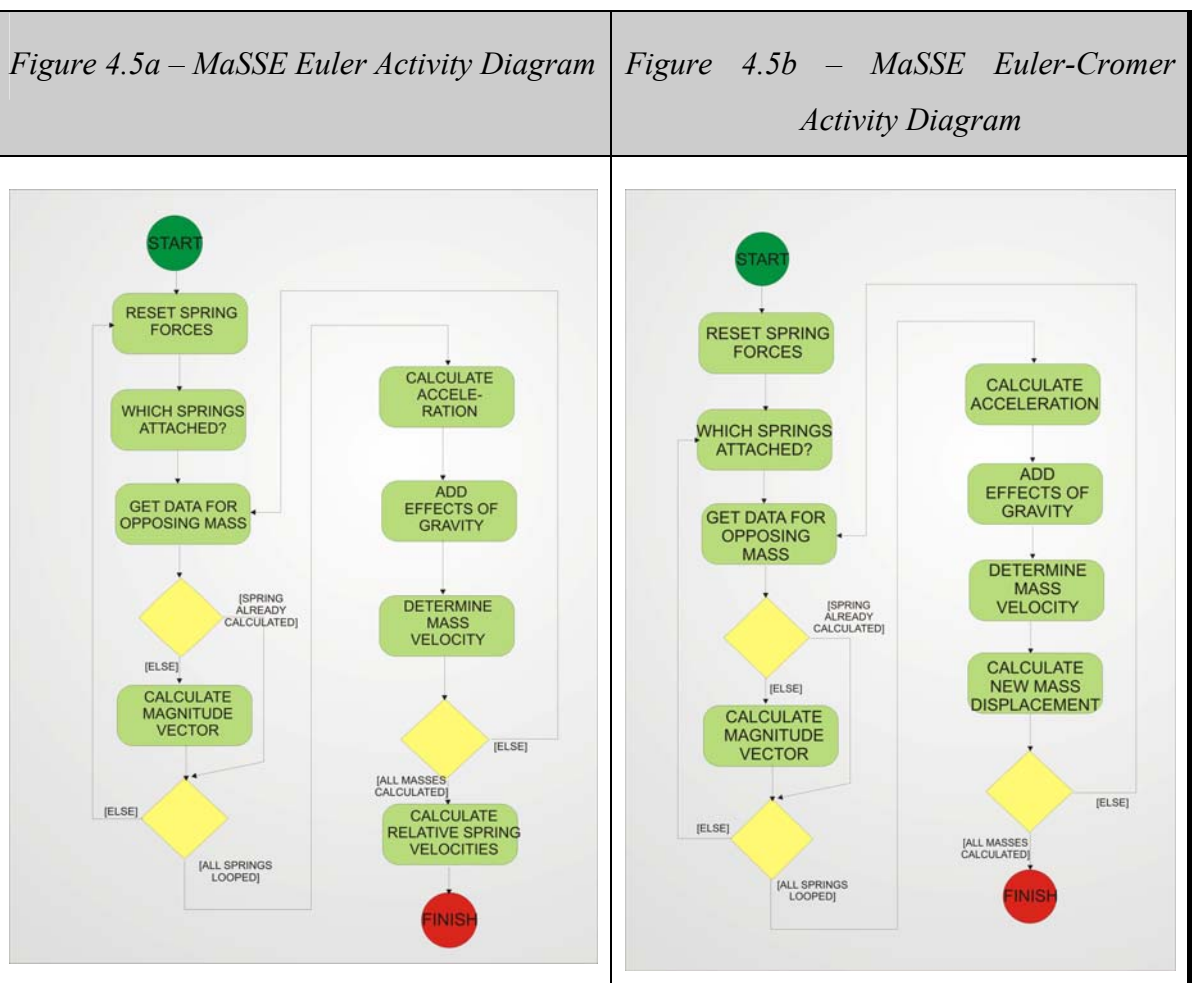 Figure 4.5a – MaSSE Euler Activity Diagram
Figure 4.5b – MaSSE Euler-Cromer
Activity Diagram
START
RESET SPRING
FORCES
WHICH SPRINGS
ATTACHED?
GET DATA FOR
OPPOSING MASS
[SPRING
ALREADY
CALCULATED]
[ELSE]
CALCULATE
MAGNITUDE
VECTOR
[ELSE]
[ALL SPRINGS
LOOPED]
CALCULATE
ACCELE-
RATION
ADD
EFFECTS OF
GRAVITY
DETERMINE
MASS
VELOCITY
[ELSE]
[ALL MASSES
CALCULATED]
CALCULATE
RELATIVE SPRING
VELOCITIES
FINISH
START
RESET SPRING
FORCES
WHICH SPRINGS
ATTACHED?
GET DATA FOR
OPPOSING
MASS
[SPRING
ALREADY
CALCULATED]
[ELSE]
CALCULATE
MAGNITUDE
VECTOR
[ELSE]
[ALL SPRINGS
LOOPED]
CALCULATE
ACCELERATION
ADD
EFFECTS OF
GRAVITY
DETERMINE
MASS
VELOCITY
CALCULATE
NEW MASS
DISPLACEMENT
[ELSE]
[ALL MASSES
CALCULATED]
FINISH